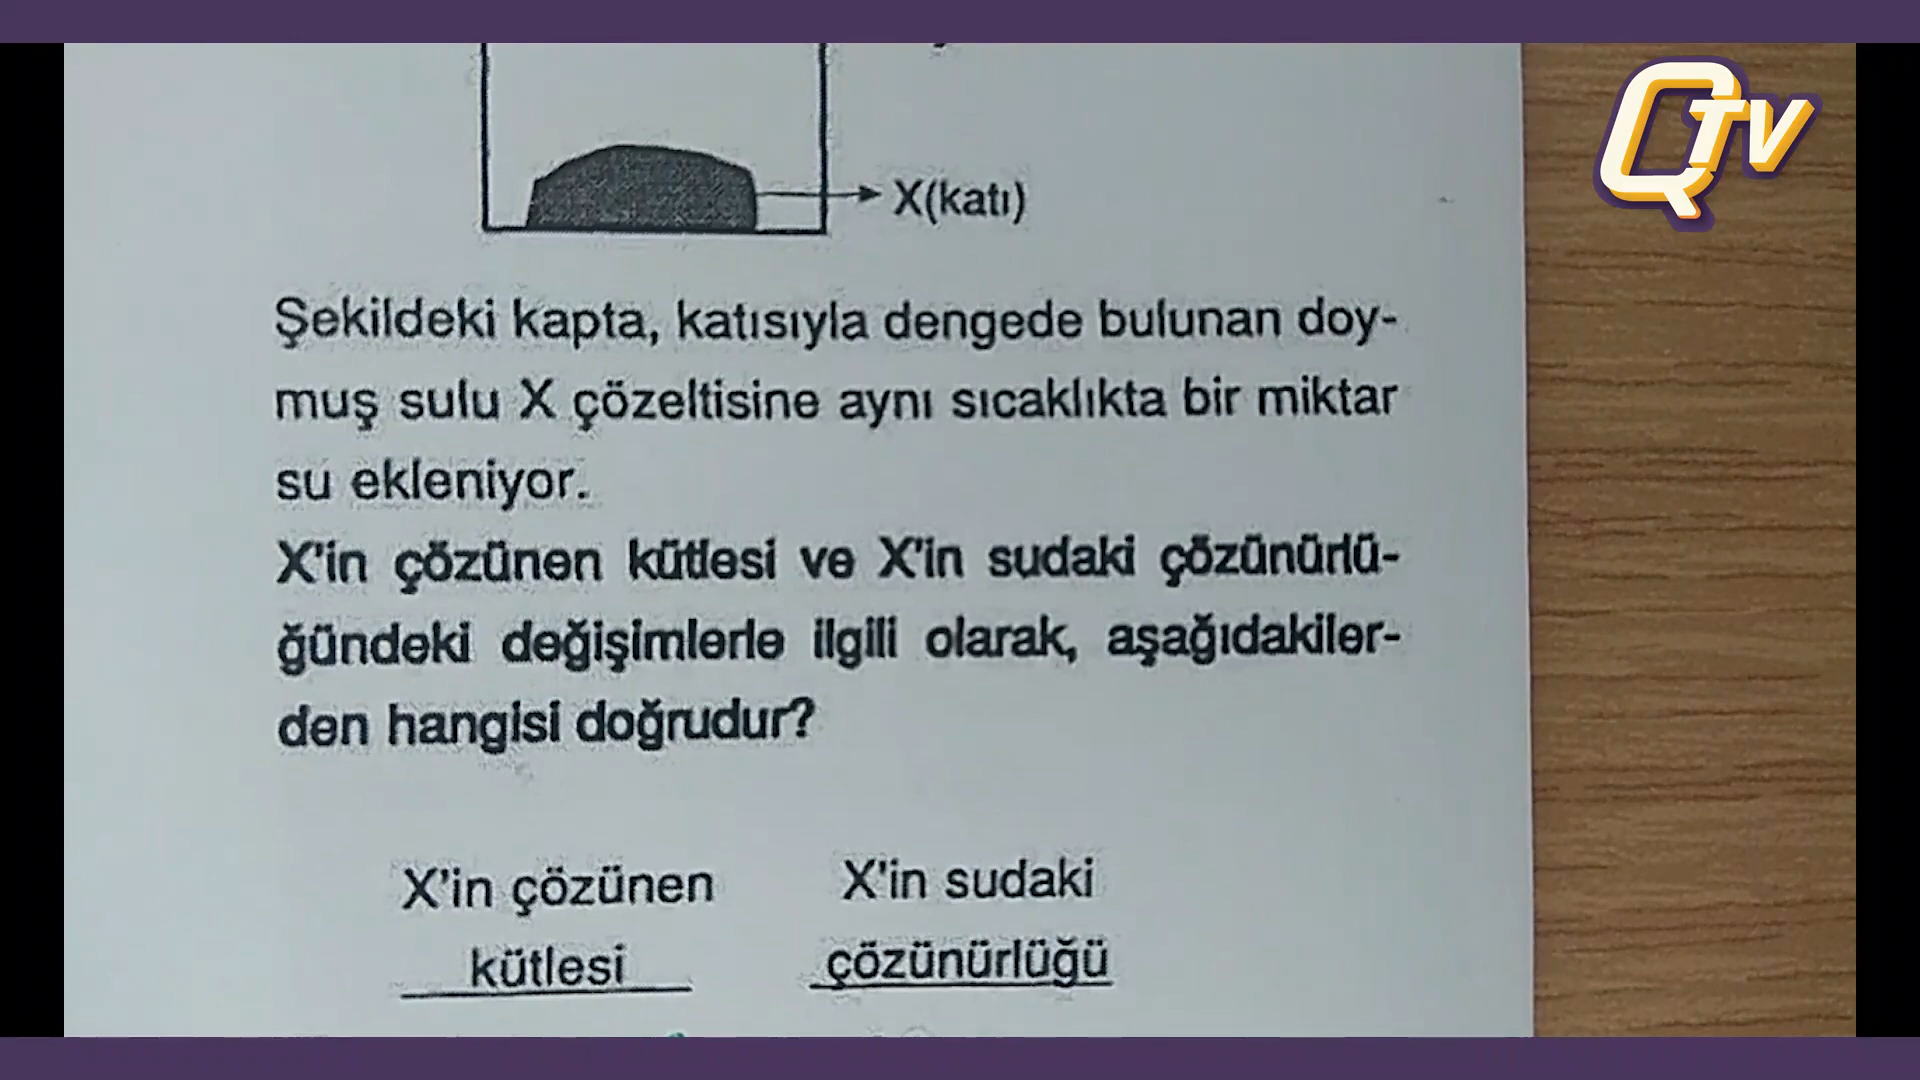 QTV
X(katı)
Şekildeki kapta, katısıyla dengede bulunan doy-
muş sulu X çözeltisine aynı sıcaklıkta bir miktar
su ekleniyor.
X'in çözünen kütlesi ve X'in sudaki çözünürlü-
ğündeki değişimlerle ilgili olarak, aşağıdakiler-
den hangisi doğrudur?
X'in çözünen X'in sudaki
kütlesi çözünürlüğü